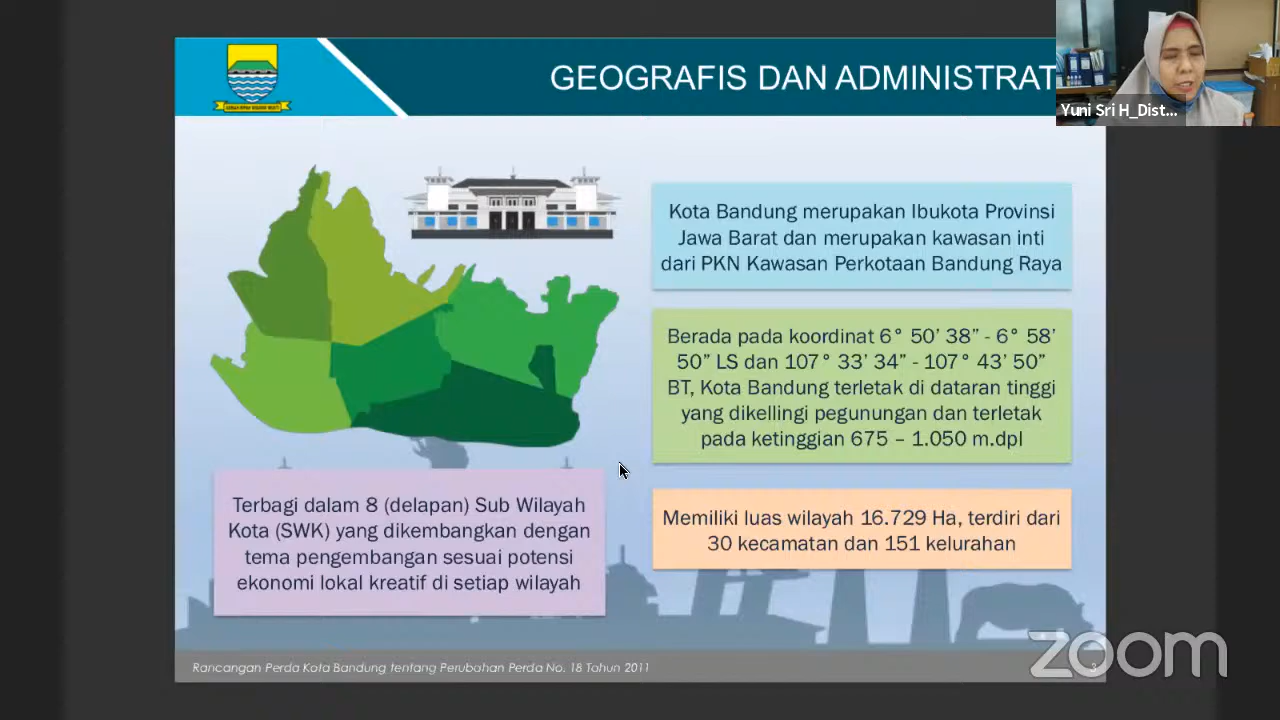 GEOGRAFIS DAN ADMINISTRAT
Yuni Sri H_Dist...
Kota Bandung merupakan Ibukota Provinsi
Jawa Barat dan merupakan kawasan inti
dari PKN Kawasan Perkotaan Bandung Raya
Berada pada koordinat 6° 50' 38” - 6° 58'
50” LS dan 107° 33' 34” - 107° 43' 50”
BT, Kota Bandung terletak di dataran tinggi
yang dikellingi pegunungan dan terletak
pada ketinggian 675 – 1.050 m.dpl
Terbagi dalam 8 (delapan) Sub Wilayah
Kota (SWK) yang dikembangkan dengan
tema pengembangan sesuai potensi
ekonomi lokal kreatif di setiap wilayah
Memiliki luas wilayah 16.729 Ha, terdiri dari
30 kecamatan dan 151 kelurahan
Rancangan Perda Kota Bandung tentang Perubahan Perda No. 18 Tahun 2011
3
zoom